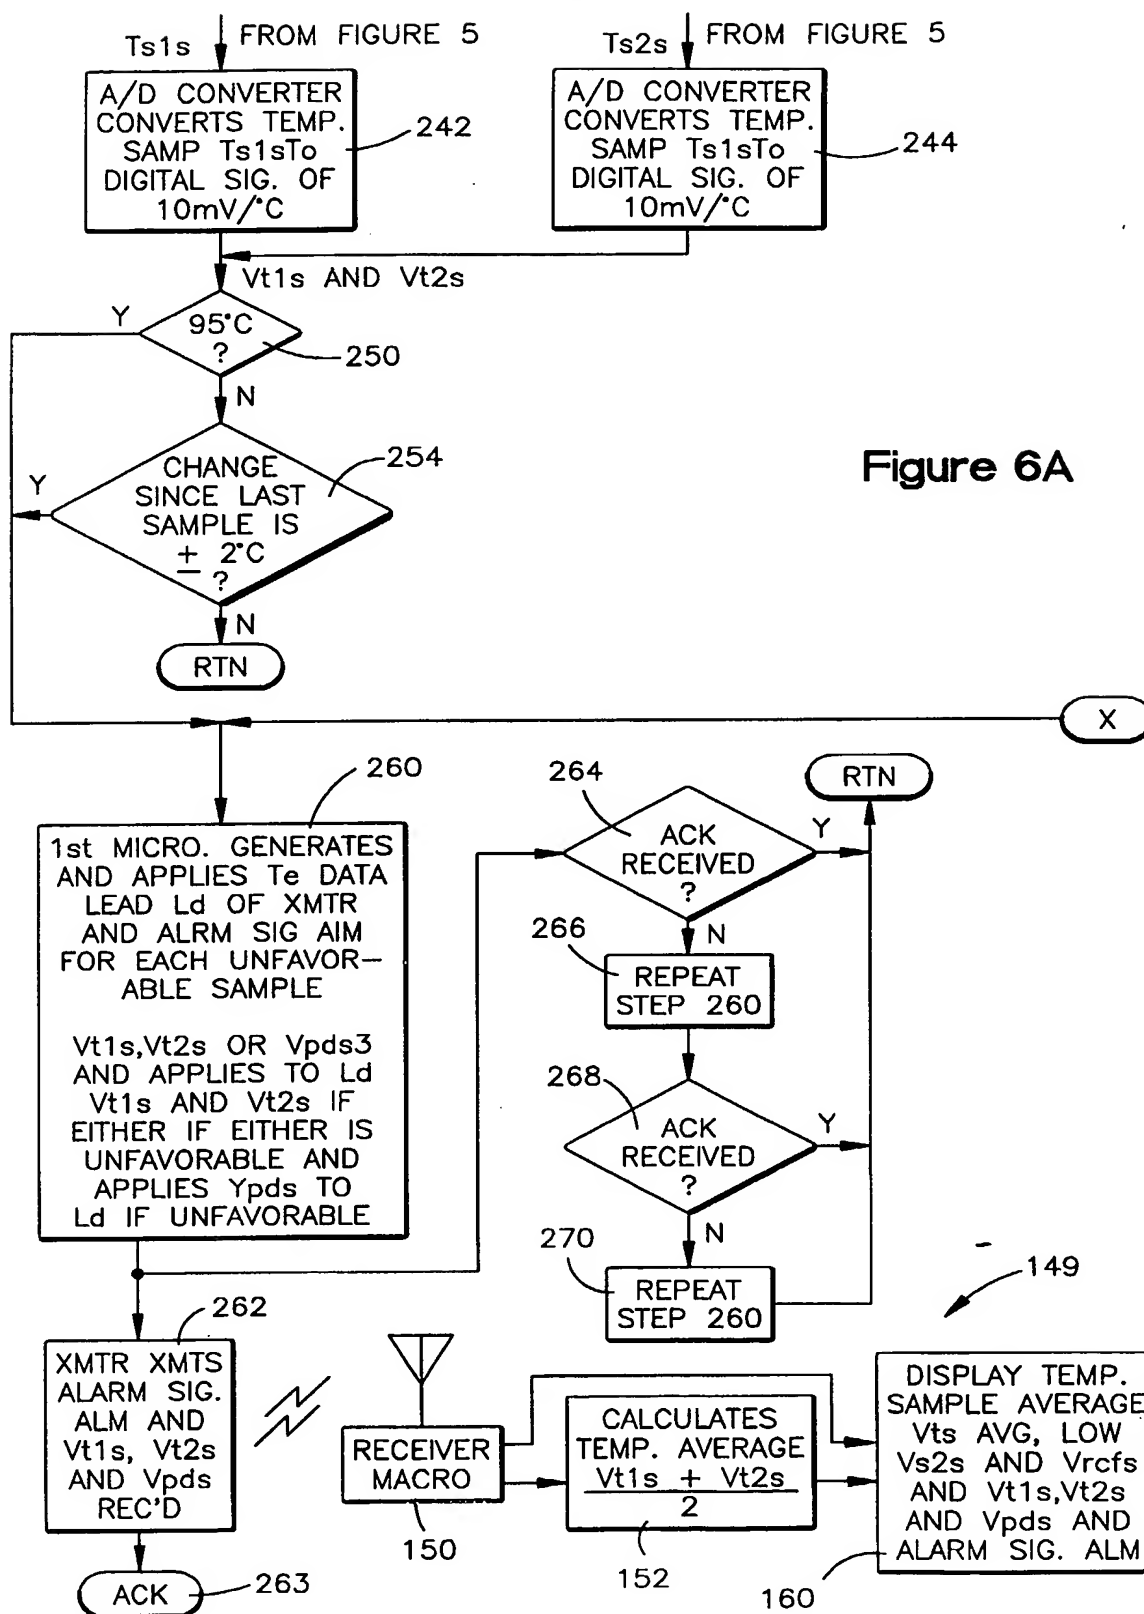 Ts1s FROM FIGURE 5
Ts2s FROM FIGURE 5
A/D CONVERTER
CONVERTS TEMP.
SAMP Ts1sTo
DIGITAL SIG. OF
10mV/°C
242
A/D CONVERTER
CONVERTS TEMP.
SAMP Ts1sTo
DIGITAL SIG. OF
10mV/°C
244
Vt1s AND Vt2s
Y
95°C
?
250
N
Y
CHANGE
SINCE LAST
SAMPLE IS
± 2°C
?
254
N
RTN
Figure 6A
X
260
1st MICRO. GENERATES
AND APPLIES Te DATA
LEAD Ld OF XMTR
AND ALRM SIG AIM
FOR EACH UNFAVOR-
ABLE SAMPLE
Vt1s,Vt2s OR Vpds3
AND APPLIES TO Ld
Vt1s AND Vt2s IF
EITHER IF EITHER IS
UNFAVORABLE AND
APPLIES Ypds TO
Ld IF UNFAVORABLE
264
ACK
RECEIVED
?
Y
RTN
N
266
REPEAT
STEP 260
268
ACK
RECEIVED
?
Y
N
270
REPEAT
STEP 260
149
262
XMTR XMTS
ALARM SIG.
ALM AND
Vt1s, Vt2s
AND Vpds
REC'D
ACK
263
RECEIVER
MACRO
150
CALCULATES
TEMP. AVERAGE
Vt1s + Vt2s
2
152
DISPLAY TEMP.
SAMPLE AVERAGE
Vts AVG, LOW
Vs2s AND Vrcfs
AND Vt1s,Vt2s
AND Vpds AND
ALARM SIG. ALM
160